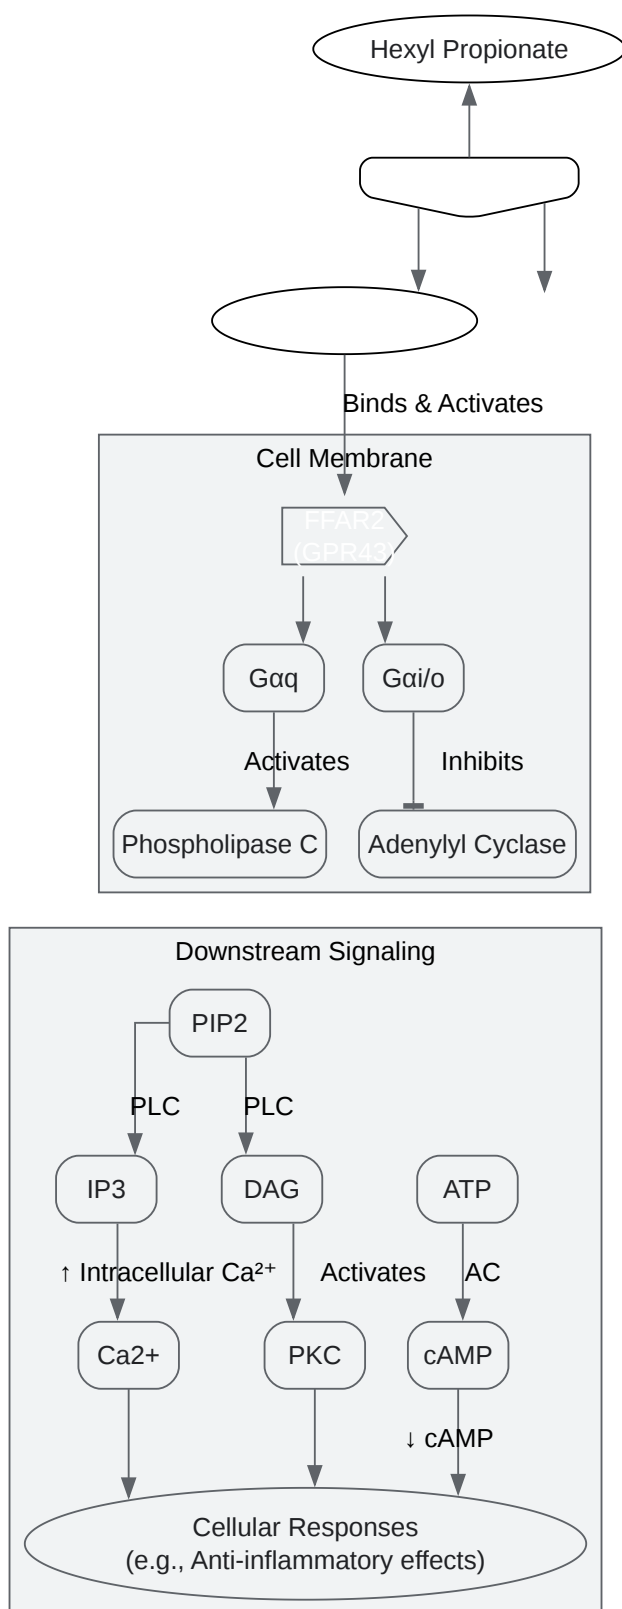 Hexyl Propionate
Binds & Activates
Cell Membrane
FFAR2
(GPR43)
Gαq
Gαi/o
Activates
Inhibits
Phospholipase C
Adenylyl Cyclase
Downstream Signaling
PIP2
PLC
PLC
IP3
DAG
ATP
↑ Intracellular Ca²⁺
Activates
AC
Ca2+
PKC
cAMP
↓ cAMP
Cellular Responses
(e.g., Anti-inflammatory effects)